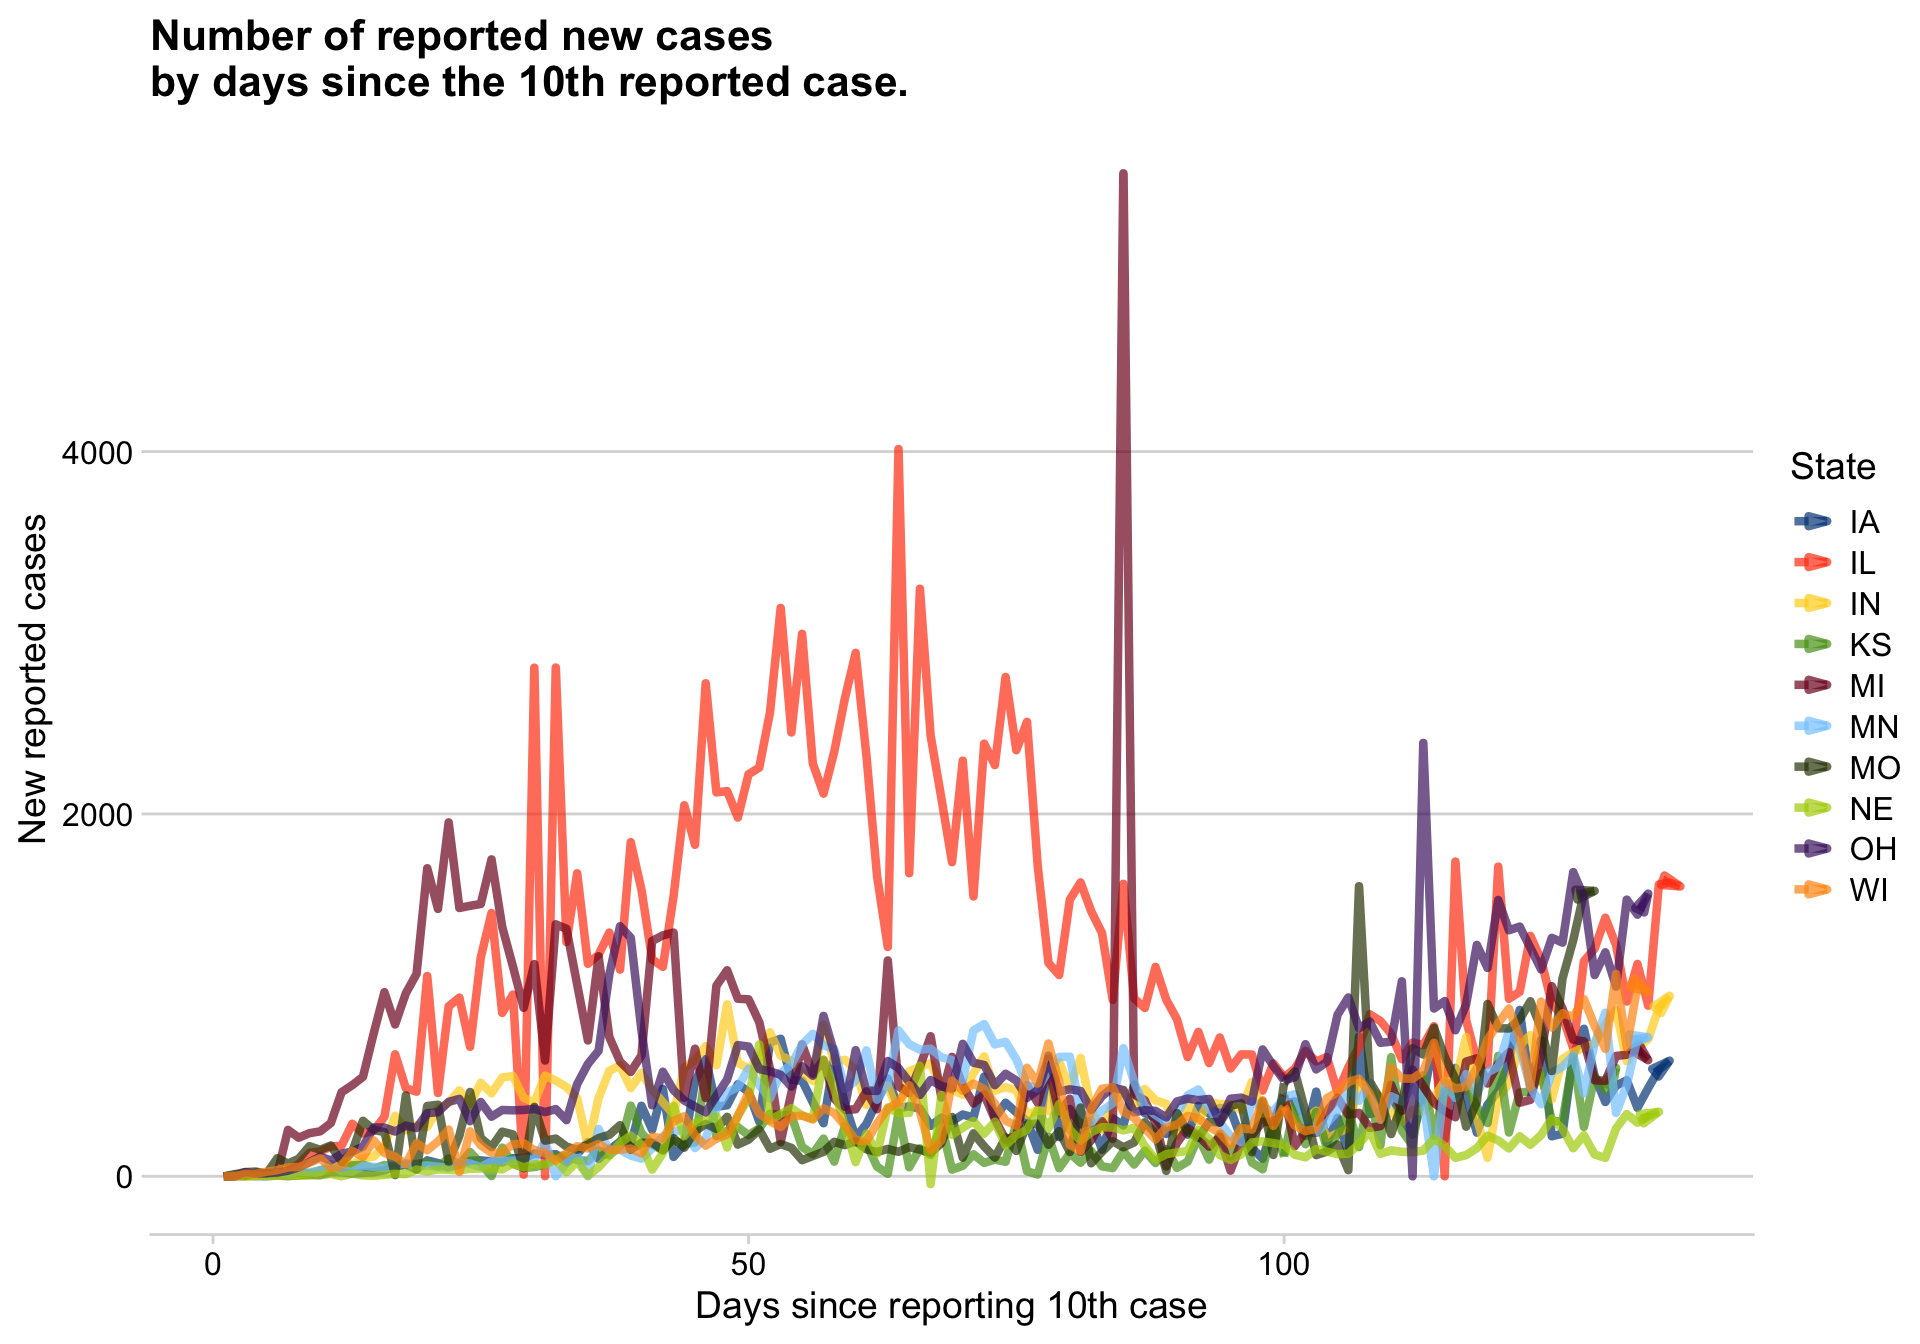 Number of reported new cases
by days since the 10th reported case.
New reported cases
4000
2000
0
0
50
100
Days since reporting 10th case
State
IA
IL
IN
KS
MI
MN
MO
NE
OH
WI